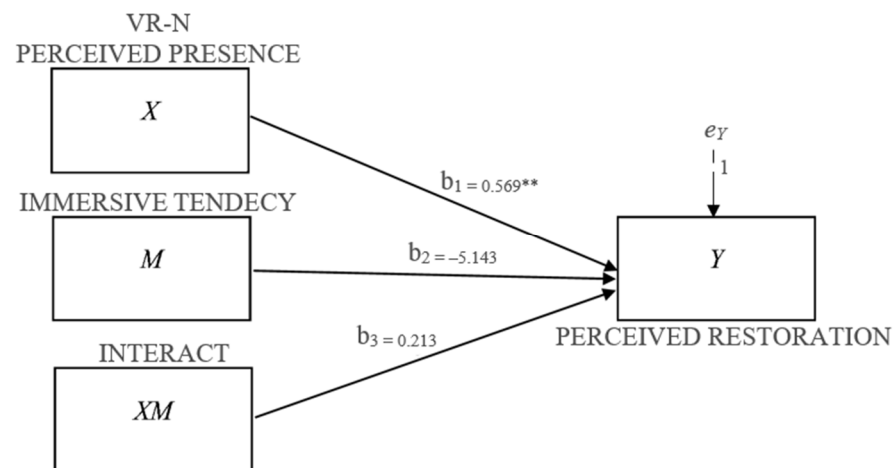 VR-N
PERCEIVED PRESENCE
X
b1 = 0.569**
IMMERSIVE TENDECY
M
b2 = –5.143
INTERACT
XM
b3 = 0.213
eY
1
Y
PERCEIVED RESTORATION